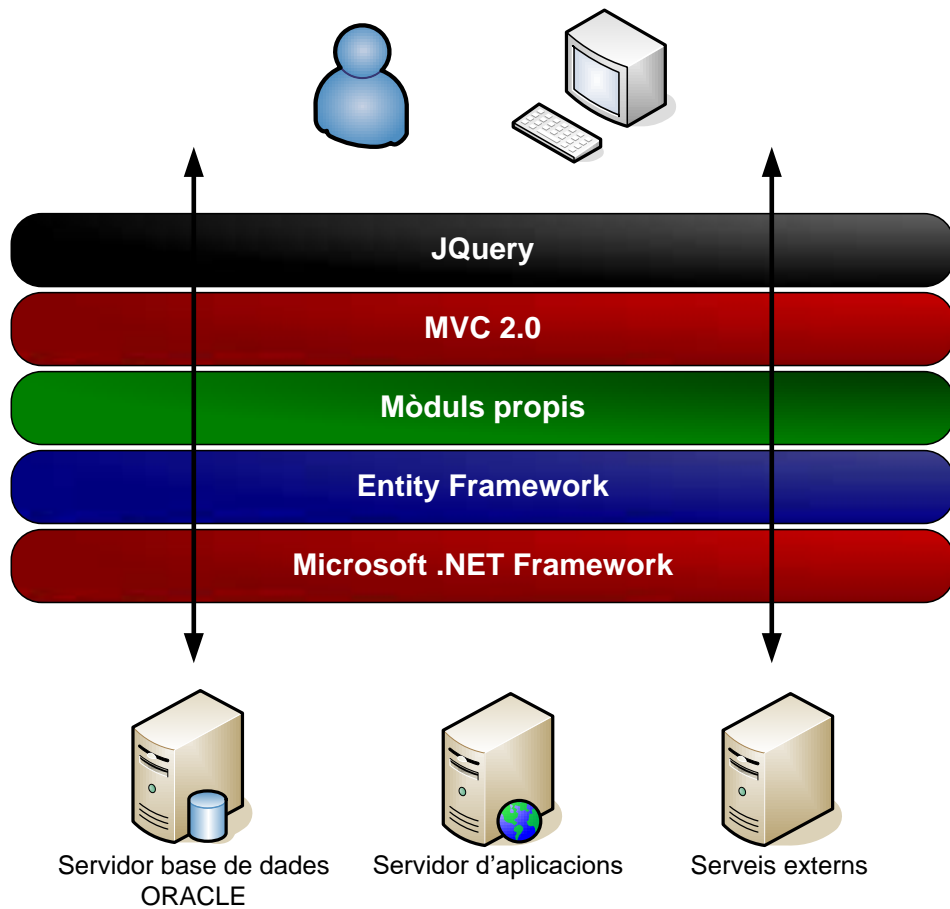 JQuery
MVC 2.0
Mòduls propis
Entity Framework
Microsoft .NET Framework
Servidor base de dades
ORACLE
Servidor d'aplicacions
Serveis externs